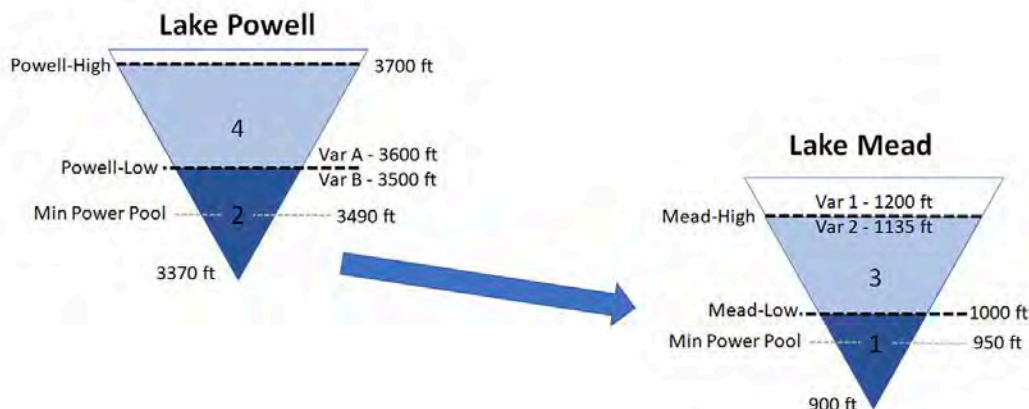 Lake Powell
Powell-High
3700 ft
4
Powell-Low
Var A - 3600 ft
Var B - 3500 ft
Min Power Pool
2
3490 ft
3370 ft
Lake Mead
Var 1 - 1200 ft
Mead-High
Var 2 - 1135 ft
3
Mead-Low
1000 ft
Min Power Pool
1
950 ft
900 ft